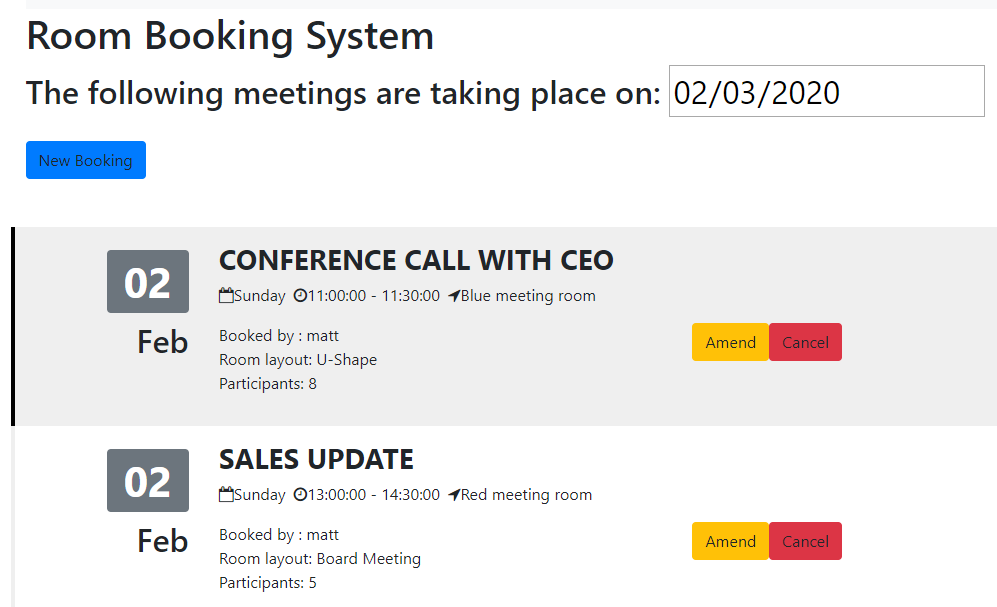 Room Booking System
The following meetings are taking place on: 02/03/2020
New Booking
02
Feb
CONFERENCE CALL WITH CEO
Sunday 11:00:00 - 11:30:00 Blue meeting room
Booked by : matt
Room layout: U-Shape
Participants: 8
Amend Cancel
02
Feb
SALES UPDATE
Sunday 13:00:00 - 14:30:00 Red meeting room
Booked by : matt
Room layout: Board Meeting
Participants: 5
Amend Cancel